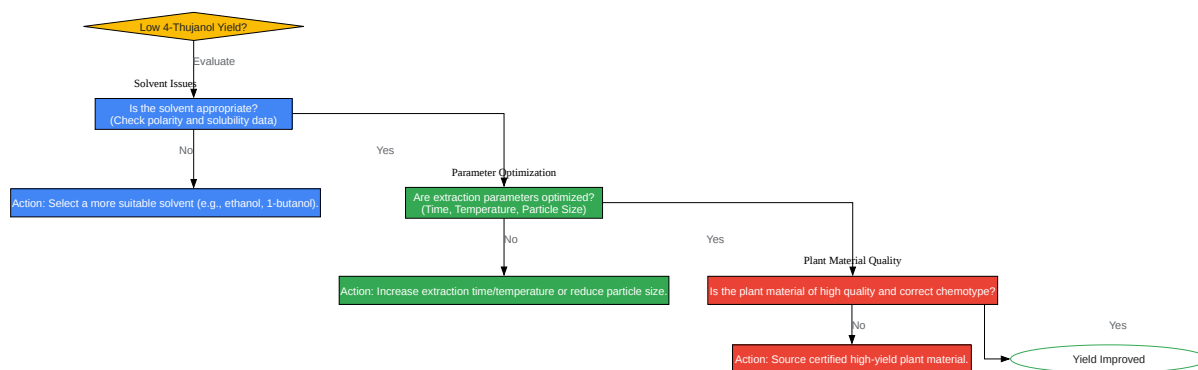 Low 4-Thujanol Yield?
Evaluate
Solvent Issues
Is the solvent appropriate?
(Check polarity and solubility data)
No
Yes
Action: Select a more suitable solvent (e.g., ethanol, 1-butanol).
Parameter Optimization
Are extraction parameters optimized?
(Time, Temperature, Particle Size)
No
Yes
Action: Increase extraction time/temperature or reduce particle size.
Plant Material Quality
Is the plant material of high quality and correct chemotype?
No
Yes
Action: Source certified high-yield plant material.
Yield Improved